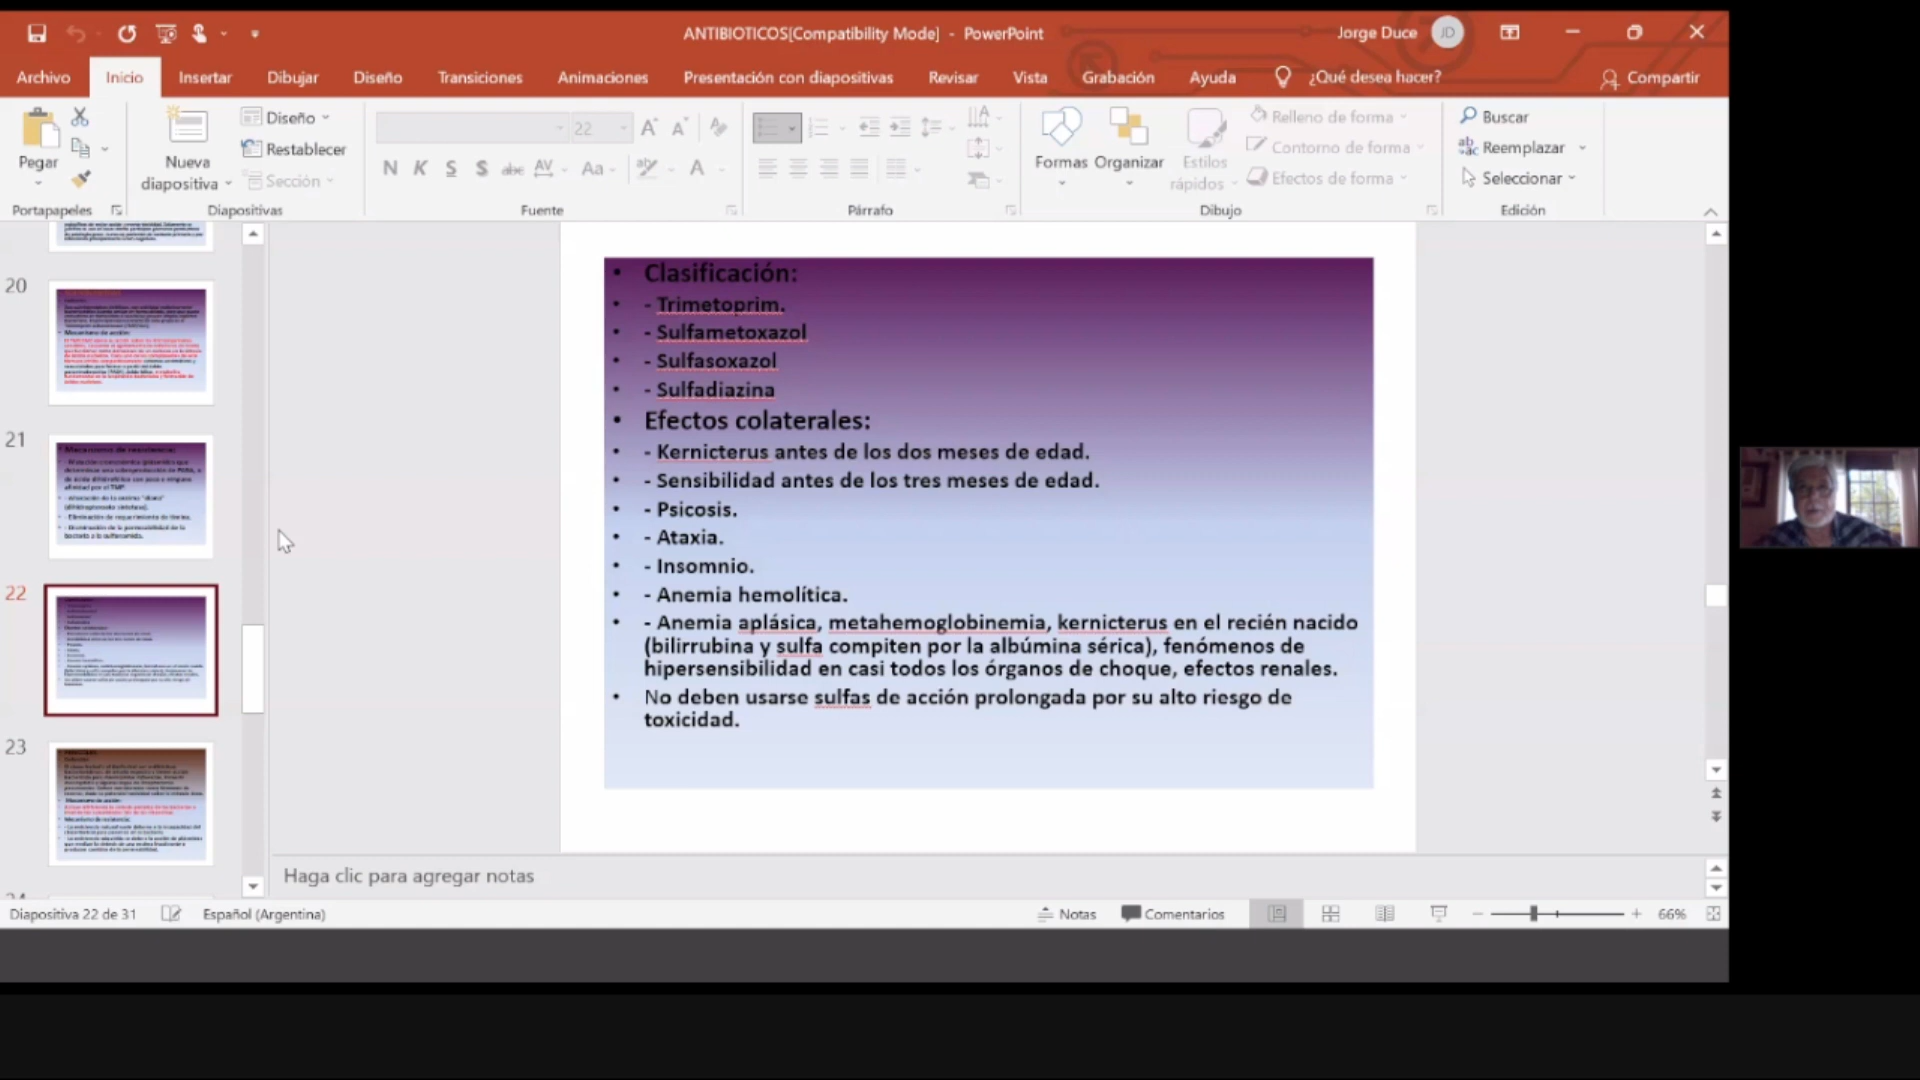 ANTIBIOTICOS[Compatibility Mode] - PowerPoint
Jorge Duce
JD
Archivo
Inicio
Insertar
Dibujar
Diseño
Transiciones
Animaciones
Presentación con diapositivas
Revisar
Vista
Grabación
Ayuda
¿Qué desea hacer?
Compartir
Pegar
Nueva
diapositiva
Diseño
Restablecer
Sección
22
N K S S abc AV Aa A
Formas
Organizar
Estilos
rápidos
Relleno de forma
Contorno de forma
Efectos de forma
Buscar
Reemplazar
Seleccionar
Portapapeles
Diapositivas
Fuente
Párrafo
Dibujo
Edición
20
21
22
23
• Clasificación:
• - Trimetoprim.
• - Sulfametoxazol
• - Sulfasoxazol
• - Sulfadiazina
• Efectos colaterales:
• - Kernicterus antes de los dos meses de edad.
• - Sensibilidad antes de los tres meses de edad.
• - Psicosis.
• - Ataxia.
• - Insomnio.
• - Anemia hemolítica.
• - Anemia aplásica, metahemoglobinemia, kernicterus en el recién nacido
(bilirrubina y sulfa compiten por la albúmina sérica), fenómenos de
hipersensibilidad en casi todos los órganos de choque, efectos renales.
• No deben usarse sulfas de acción prolongada por su alto riesgo de
toxicidad.
Haga clic para agregar notas
Diapositiva 22 de 31
Español (Argentina)
Notas
Comentarios
66%